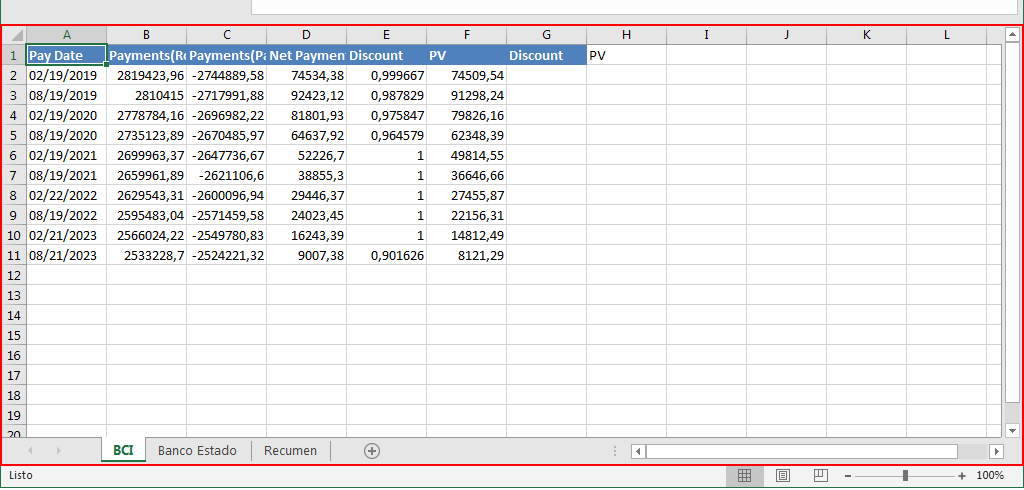 A B C D E F G H I J K L
1 Pay Date Payments(R Payments(P Net Paymen Discount PV Discount PV
2 02/19/2019 2819423,96 -2744889,58 74534,38 0,999667 74509,54
3 08/19/2019 2810415 -2717991,88 92423,12 0,987829 91298,24
4 02/19/2020 2778784,16 -2696982,22 81801,93 0,975847 79826,16
5 08/19/2020 2735123,89 -2670485,97 64637,92 0,964579 62348,39
6 02/19/2021 2699963,37 -2647736,67 52226,7 1 49814,55
7 08/19/2021 2659961,89 -2621106,6 38855,3 1 36646,66
8 02/22/2022 2629543,31 -2600096,94 29446,37 1 27455,87
9 08/19/2022 2595483,04 -2571459,58 24023,45 1 22156,31
10 02/21/2023 2566024,22 -2549780,83 16243,39 1 14812,49
11 08/21/2023 2533228,7 -2524221,32 9007,38 0,901626 8121,29
12
13
14
15
16
17
18
19
20
BCI Banco Estado Recumen
Listo 100%